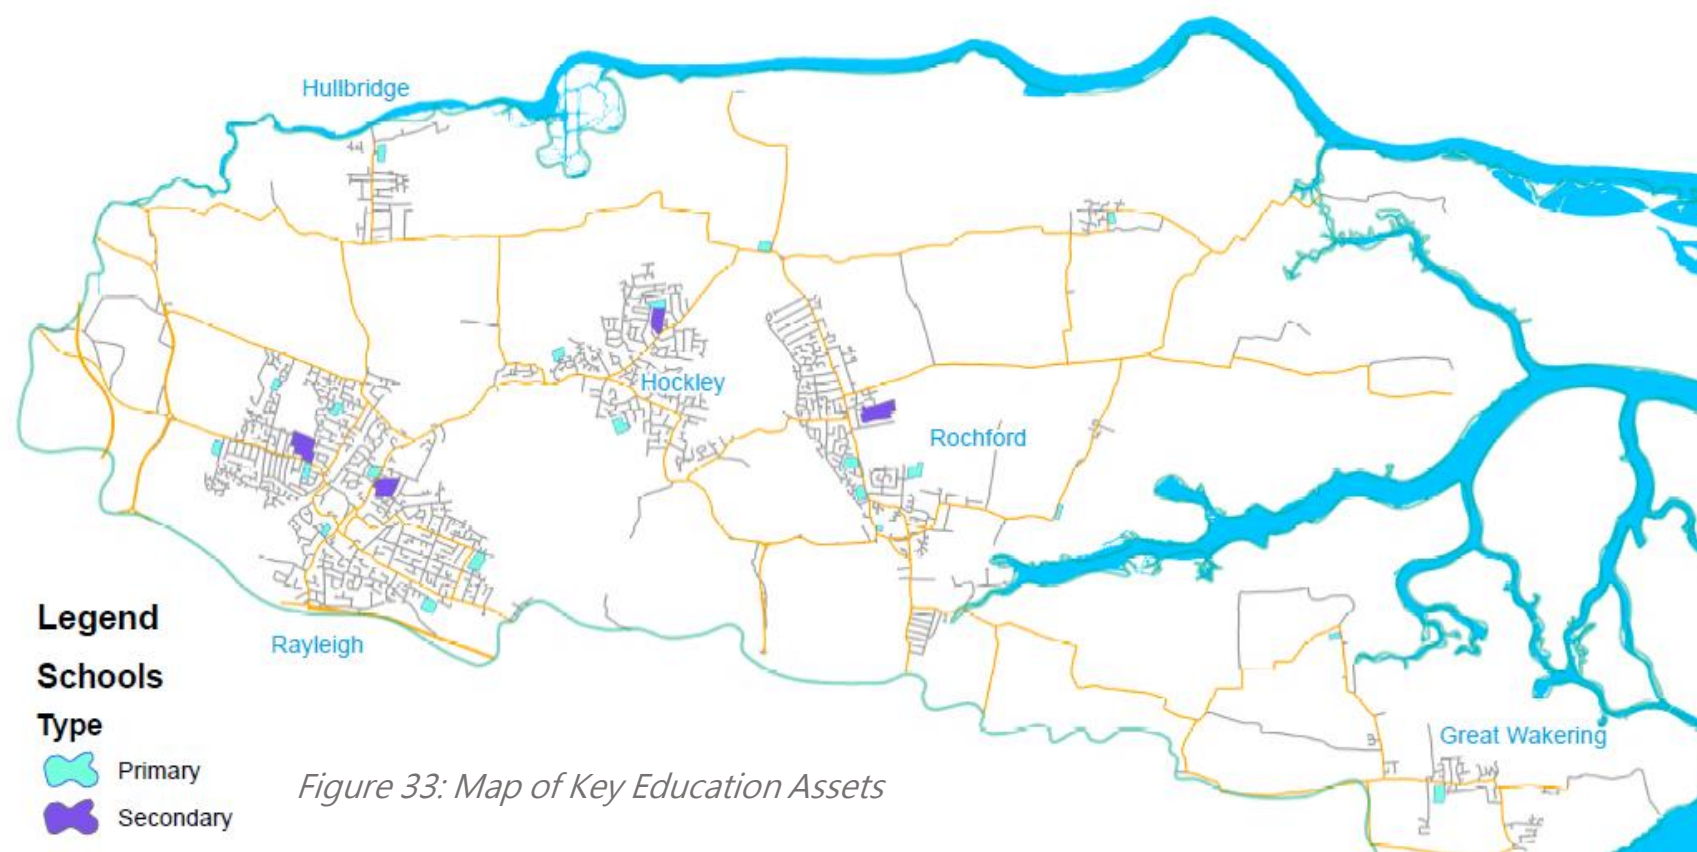 Hullbridge
Hockley
Rochford
Rayleigh
Great Wakering
Legend
Schools
Type
Primary
Secondary
Figure 33: Map of Key Education Assets